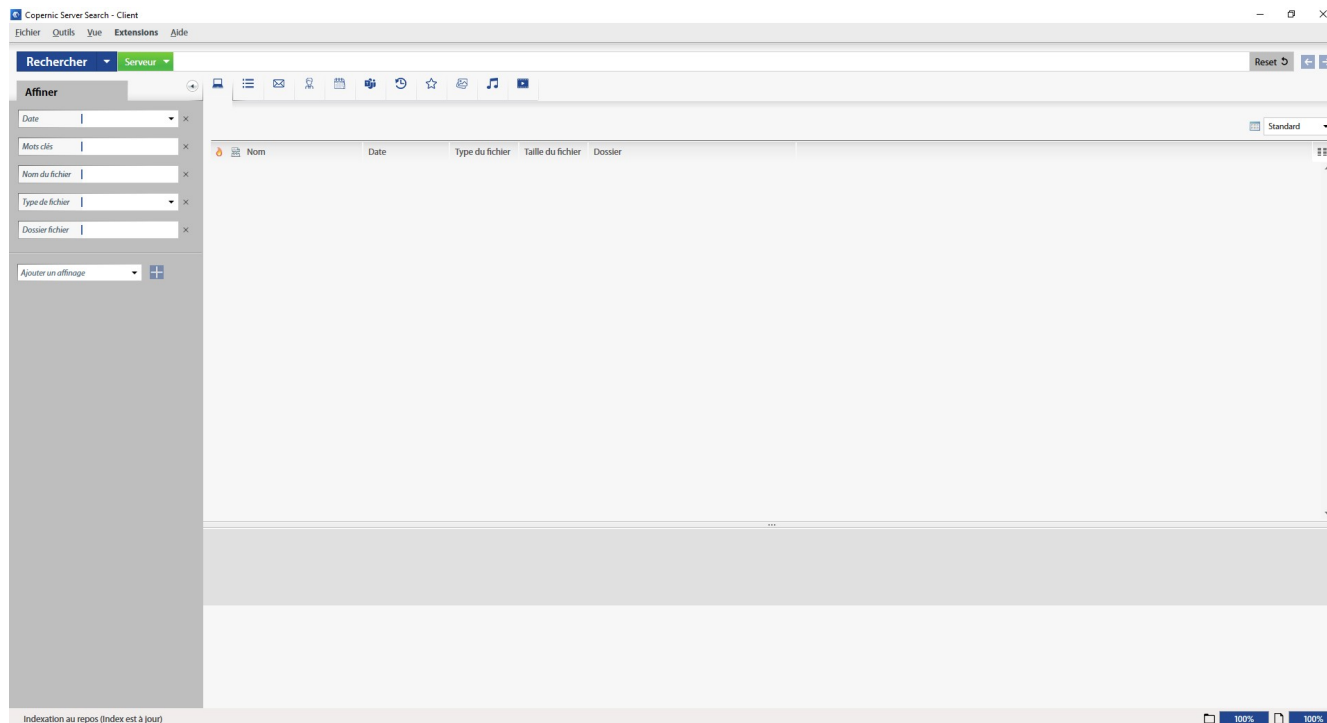 Copernic Server Search - Client
Fichier Outils Vue Extensions Aide
Rechercher Serveur Reset
Affiner
Date
Standard
Mots clés
Nom Date Type du fichier Taille du fichier Dossier
Nom du fichier
Type de fichier
Dossier fichier
Ajouter un affinage
Indexation au repos (Index est à jour) 100% 100%